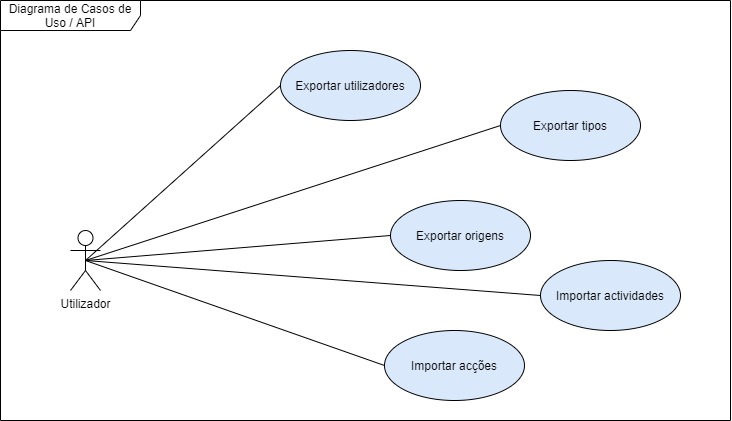 Diagrama de Casos de
Uso / API
Exportar utilizadores
Exportar tipos
Exportar origens
Utilizador
Importar actividades
Importar acções